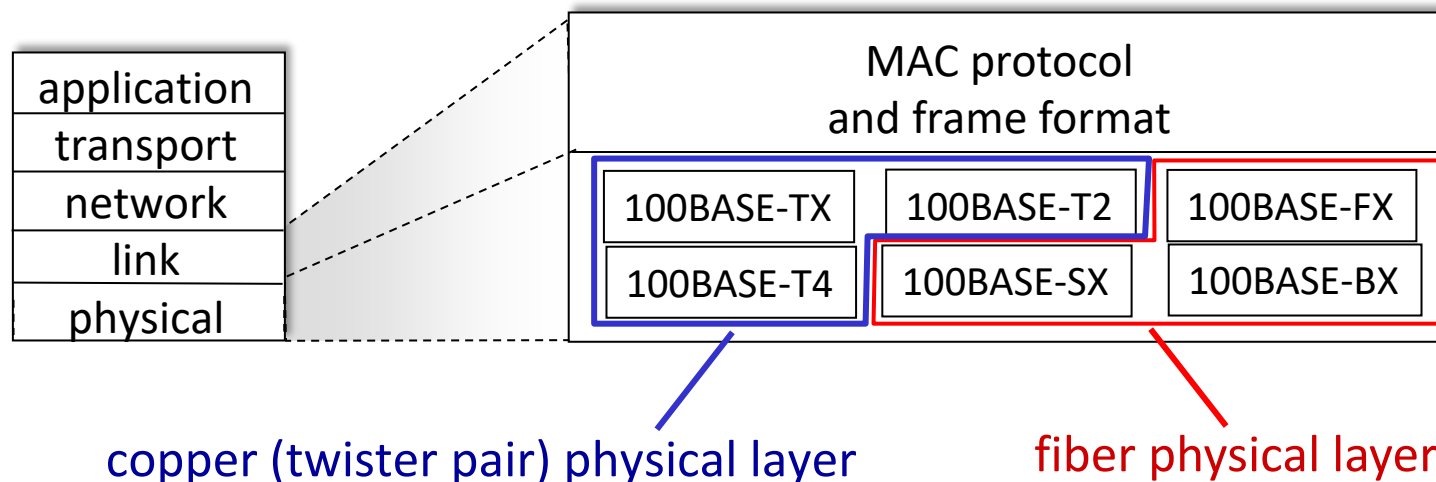 application
transport
network
link
physical
MAC protocol
and frame format
100BASE-TX
100BASE-T2
100BASE-FX
100BASE-T4
100BASE-SX
100BASE-BX
copper (twister pair) physical layer
fiber physical layer